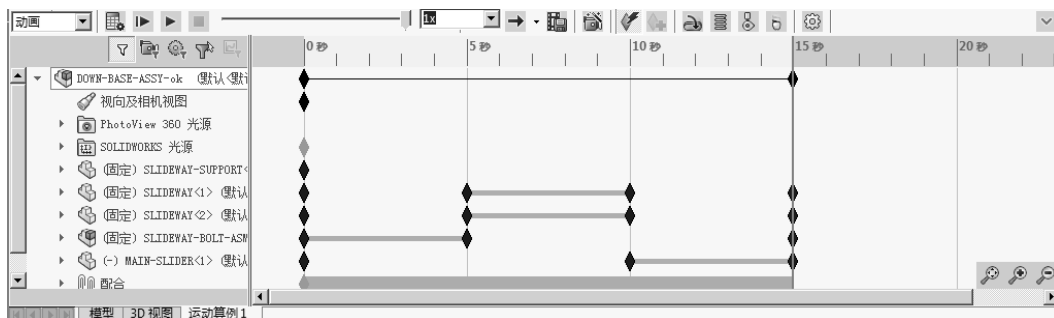 动画 1x
0 秒 5 秒 10 秒 15 秒 20 秒
DOWN-BASE-ASSY-ok (默认<默认
视向及相机视图
PhotoView 360 光源
SOLIDWORKS 光源
(固定) SLIDEWAY-SUPPORT<
(固定) SLIDEWAY<1> (默认
(固定) SLIDEWAY<2> (默认
(固定) SLIDEWAY-BOLT-ASM
(-) MAIN-SLIDER<1> (默认
配合
模型 3D 视图 运动算例1